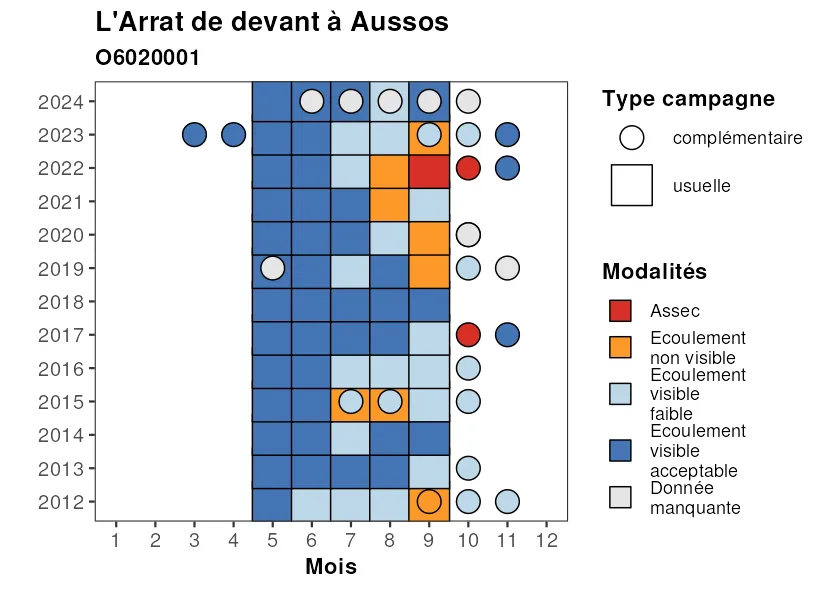 L'Arrat de devant à Aussos
O6020001
2024
2023
2022
2021
2020
2019
2018
2017
2016
2015
2014
2013
2012
1 2 3 4 5 6 7 8 9 10 11 12
Mois
Type campagne
complémentaire
usuelle
Modalités
Assec
Ecoulement
non visible
Ecoulement
visible
faible
Ecoulement
visible
acceptable
Donnée
manquante